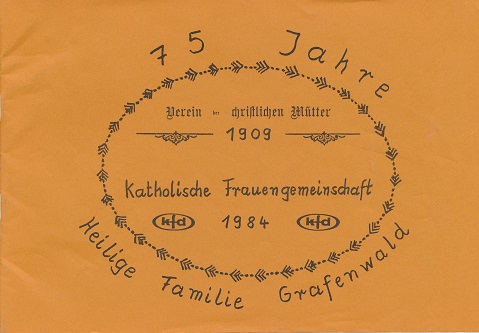 75 Jahre
Verein der christlichen Mütter
1909
Katholische Frauengemeinschaft
kfd 1984 kfd
Heilige Familie Grafenwald